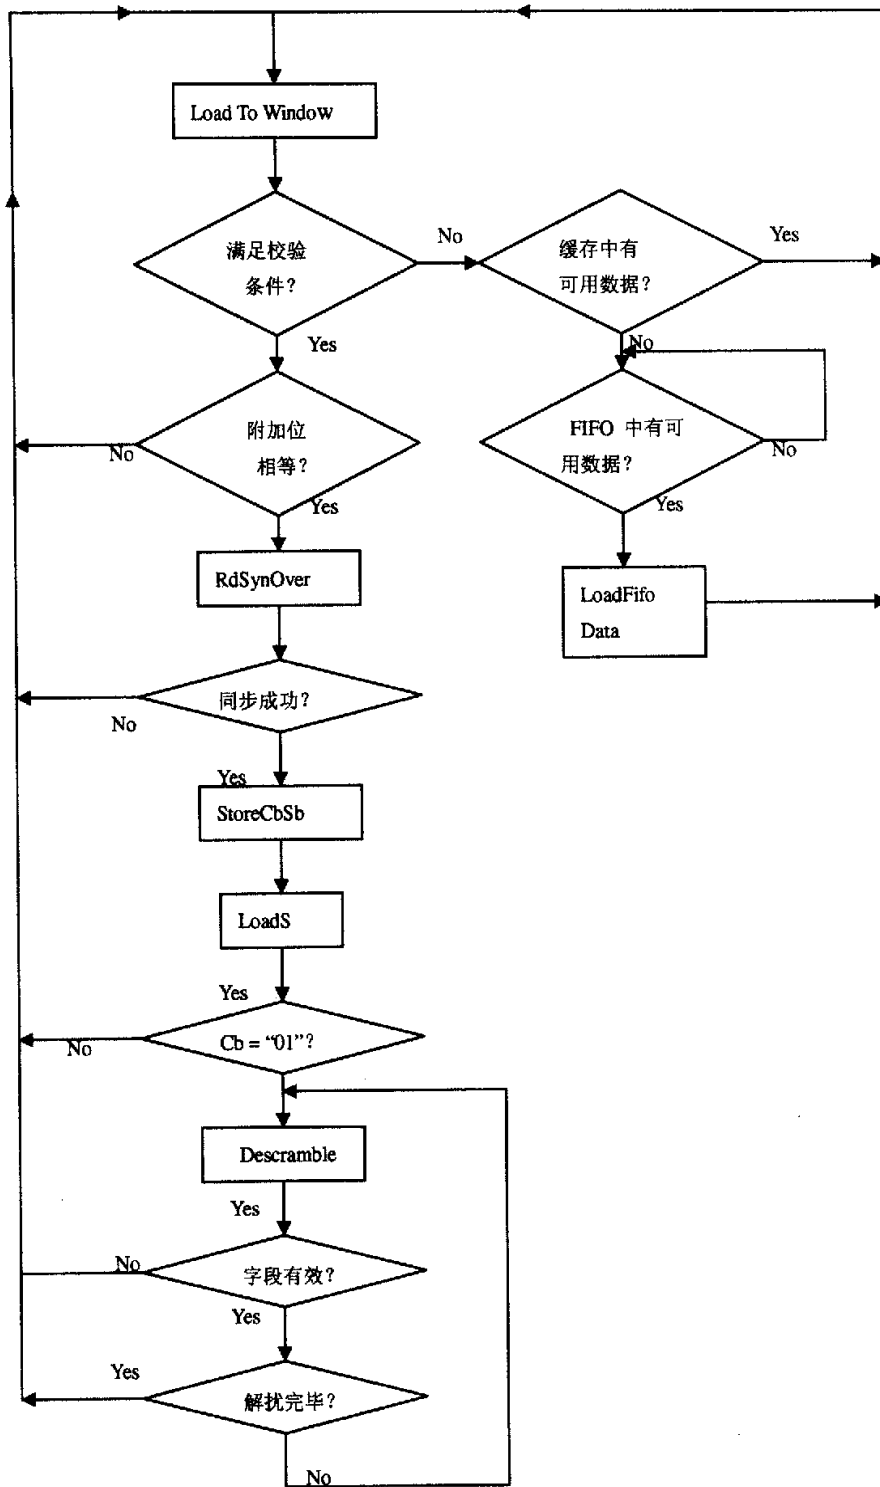 Load To Window
满足校验
条件?
No
缓存中有
可用数据?
Yes
Yes
No
附加位
相等?
No
FIFO 中有可
用数据?
No
Yes
Yes
RdSynOver
LoadFifo
Data
同步成功?
No
Yes
StoreCbSb
LoadS
Yes
Cb = “01”?
No
Descramble
Yes
No
字段有效?
Yes
Yes
解扰完毕?
No